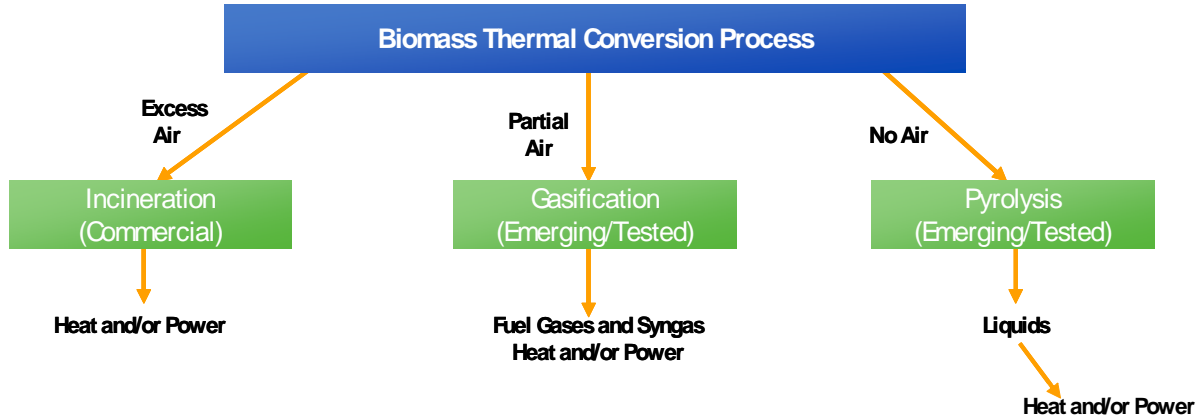 Biomass Thermal Conversion Process
Excess
Air
Partial
Air
No Air
Incineration
(Commercial)
Gasification
(Emerging/Tested)
Pyrolysis
(Emerging/Tested)
Heat and/or Power
Fuel Gases and Syngas
Heat and/or Power
Liquids
Heat and/or Power